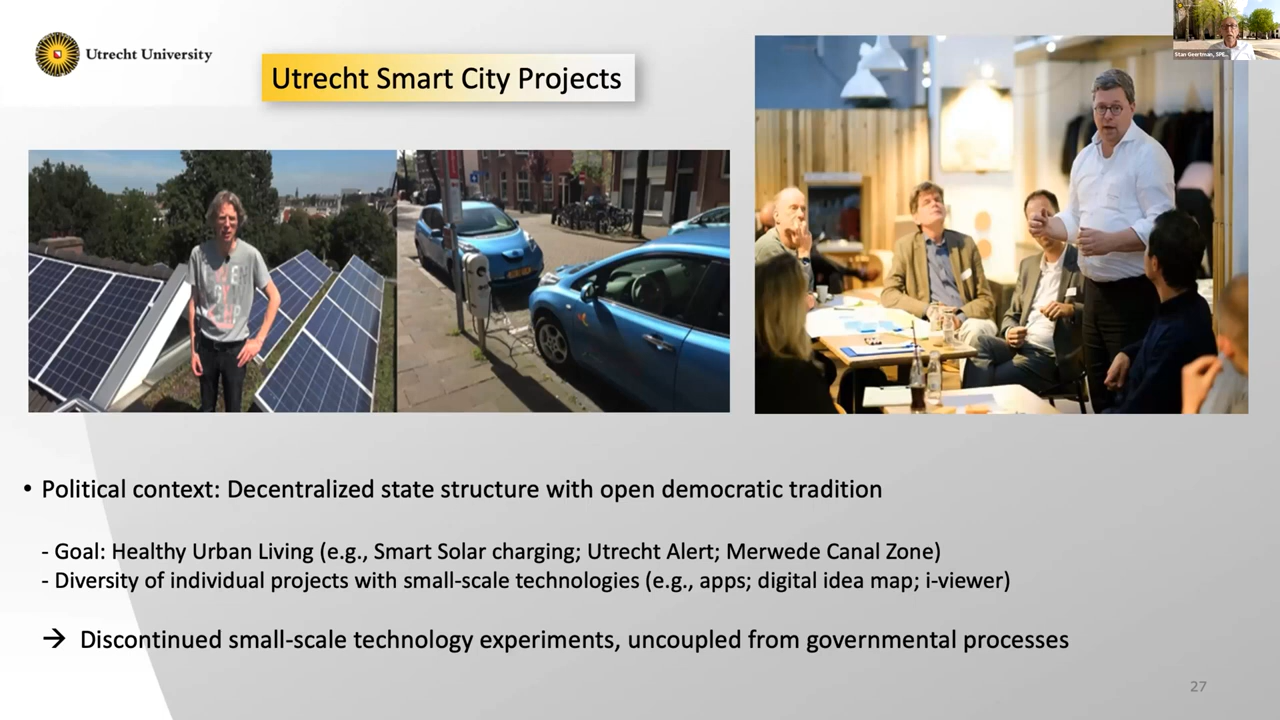 Utrecht University
Utrecht Smart City Projects
Stan Geertman, SPE...
• Political context: Decentralized state structure with open democratic tradition
- Goal: Healthy Urban Living (e.g., Smart Solar charging; Utrecht Alert; Merwede Canal Zone)
- Diversity of individual projects with small-scale technologies (e.g., apps; digital idea map; i-viewer)
→ Discontinued small-scale technology experiments, uncoupled from governmental processes
27